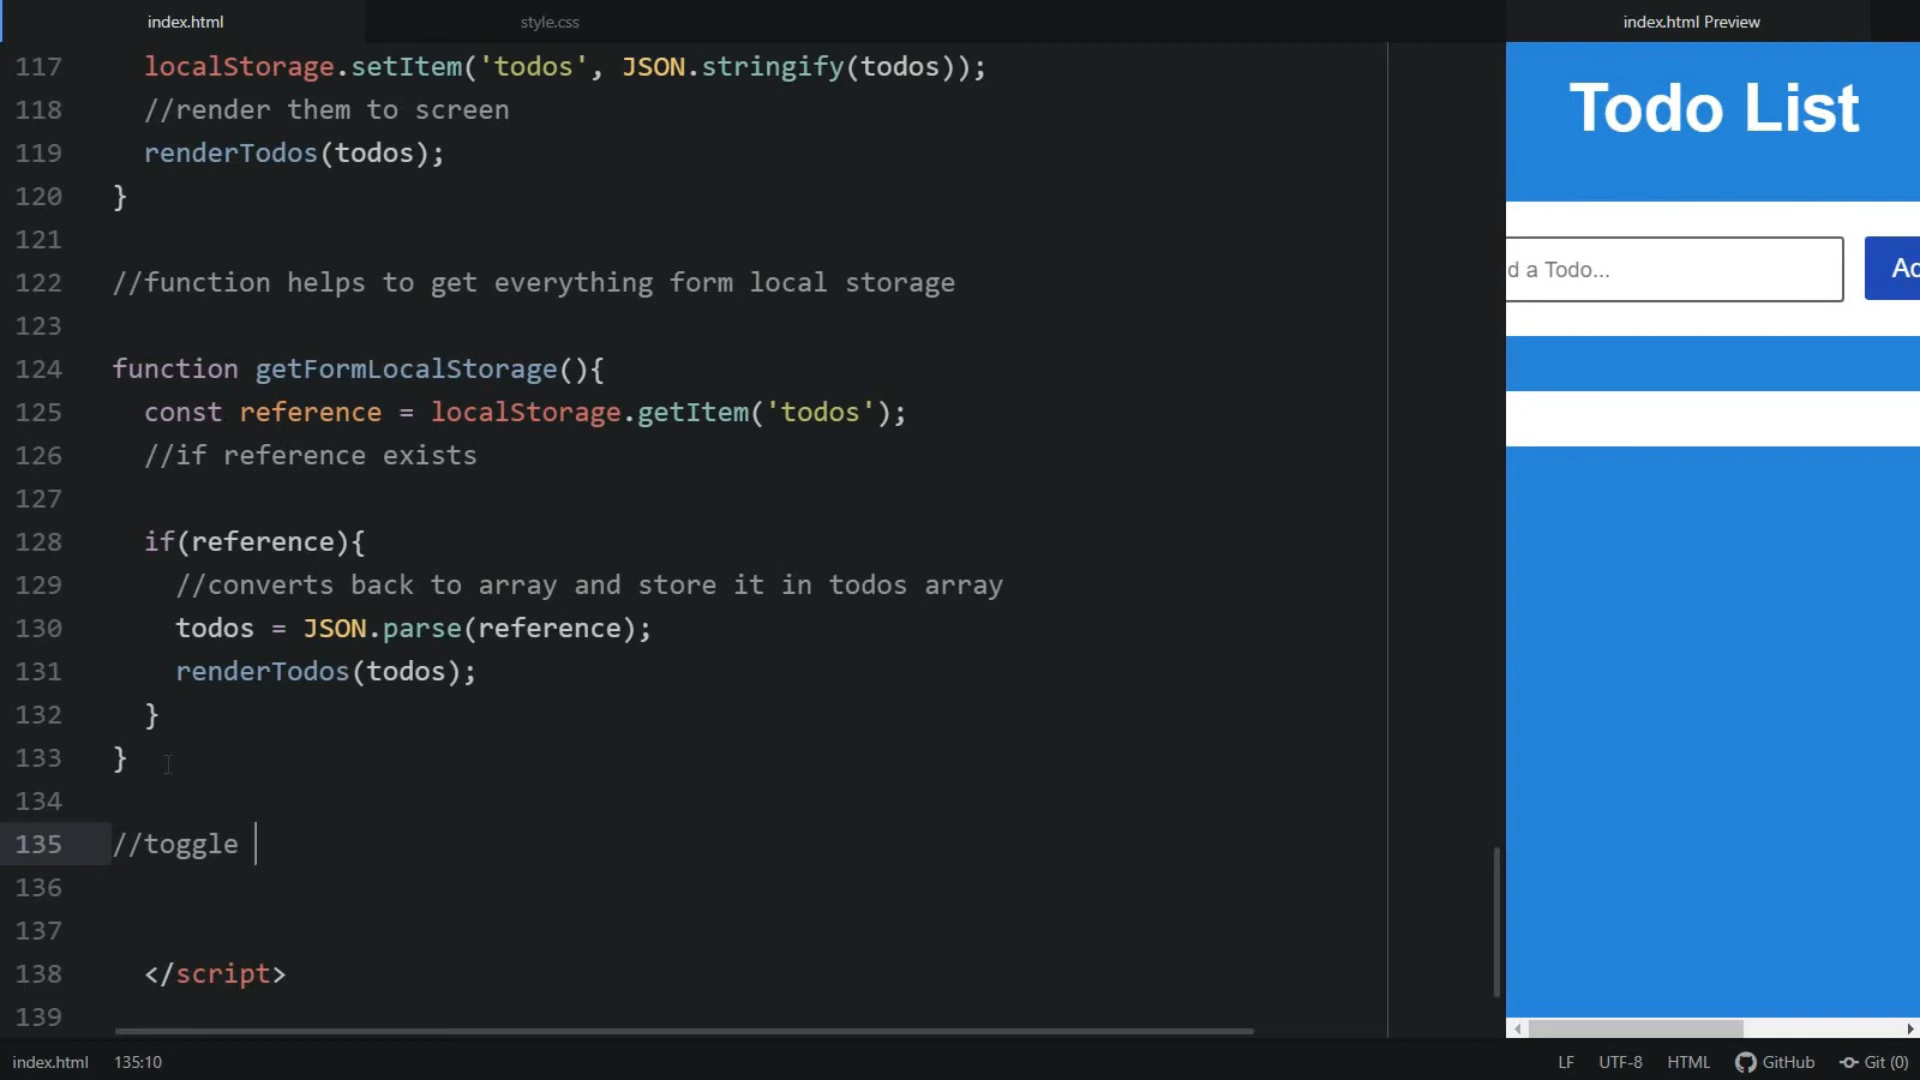 index.html
style.css
index.html Preview
117 localStorage.setItem('todos', JSON.stringify(todos));
118 //render them to screen
119 renderTodos(todos);
120 }
121
122 //function helps to get everything form local storage
123
124 function getFormLocalStorage(){
125 const reference = localStorage.getItem('todos');
126 //if reference exists
127
128 if(reference){
129 //converts back to array and store it in todos array
130 todos = JSON.parse(reference);
131 renderTodos(todos);
132 }
133 }
134
135 //toggle
136
137
138 </script>
139
Todo List
d a Todo...
Ad
index.html 135:10
LF UTF-8 HTML GitHub Git (0)